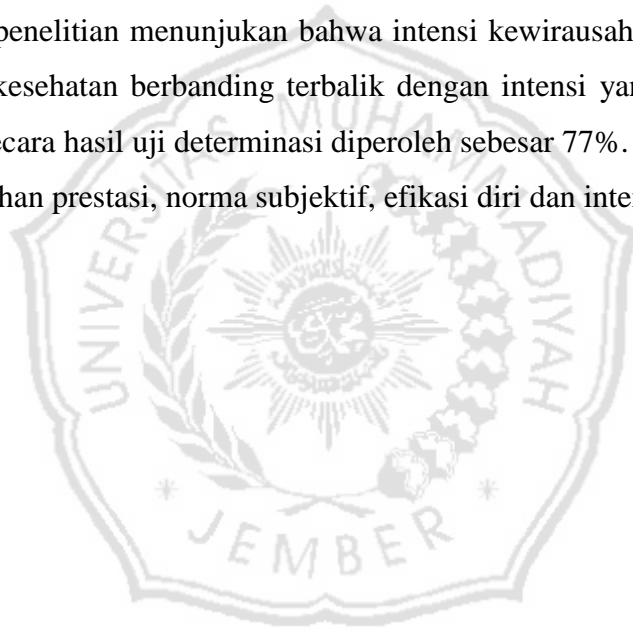 penelitian menunjukan bahwa intensi kewirausah
kesehatan berbanding terbalik dengan intensi yan
ecara hasil uji determinasi diperoleh sebesar 77%.
han prestasi, norma subjektif, efikasi diri dan inte
UNIVERSITAS MUHAMMADIYAH
JEMBER